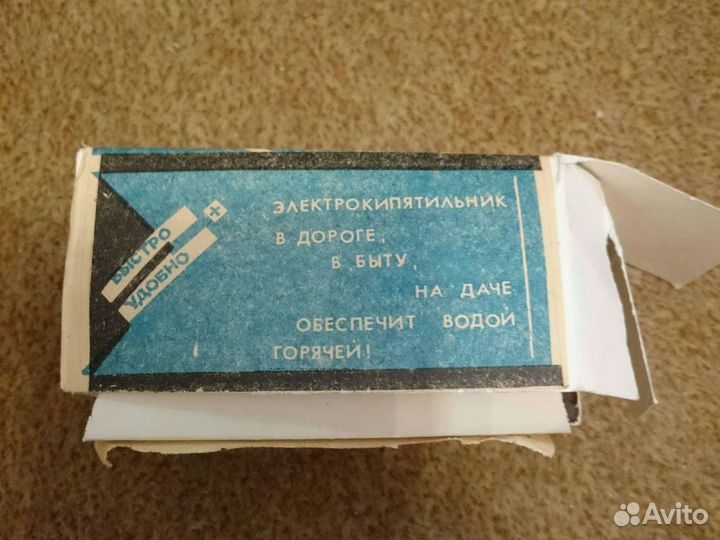 БЫСТРО
УДОБНО
ЭЛЕКТРОКИПЯТИЛЬНИК
В ДОРОГЕ,
В БЫТУ,
НА ДАЧЕ
ОБЕСПЕЧИТ ВОДОЙ
ГОРЯЧЕЙ!
Avito